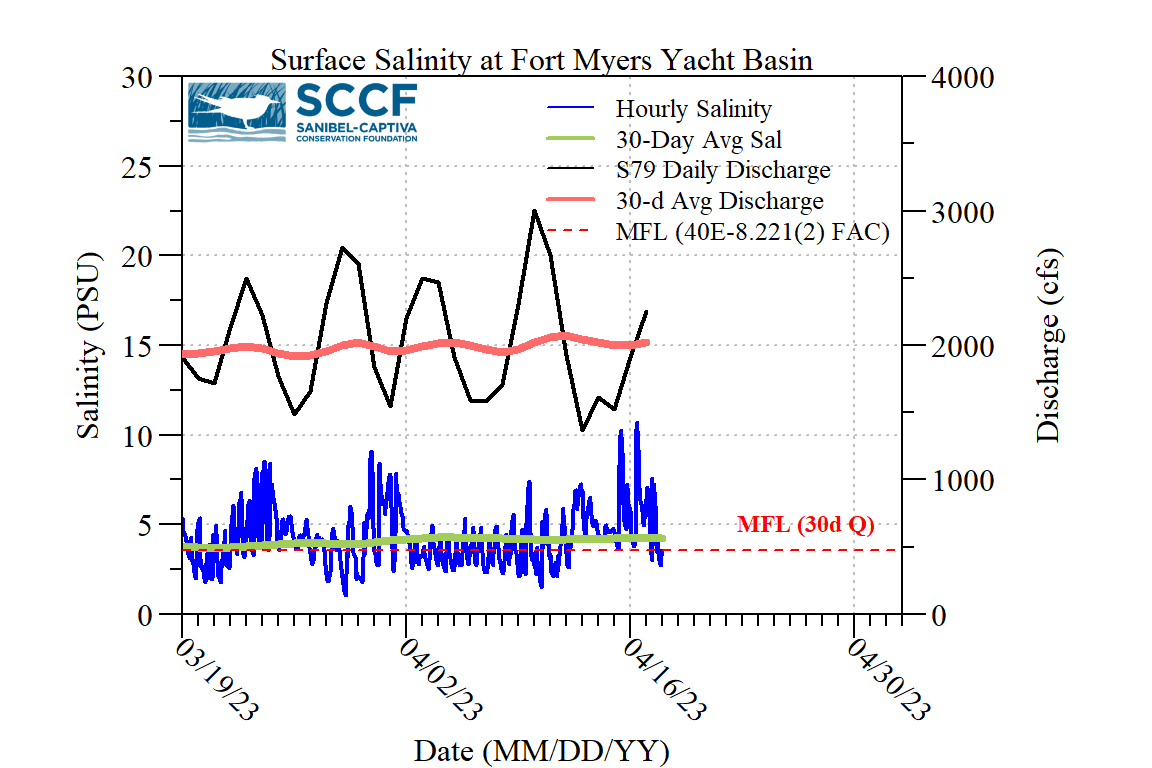 Surface Salinity at Fort Myers Yacht Basin
SCCF
SANIBEL-CAPTIVA
CONSERVATION FOUNDATION
Hourly Salinity
30-Day Avg Sal
S79 Daily Discharge
30-d Avg Discharge
MFL (40E-8.221(2) FAC)
30
25
20
15
10
5
0
Salinity (PSU)
4000
3000
2000
1000
0
Discharge (cfs)
MFL (30d Q)
03/19/23
04/02/23
04/16/23
04/30/23
Date (MM/DD/YY)